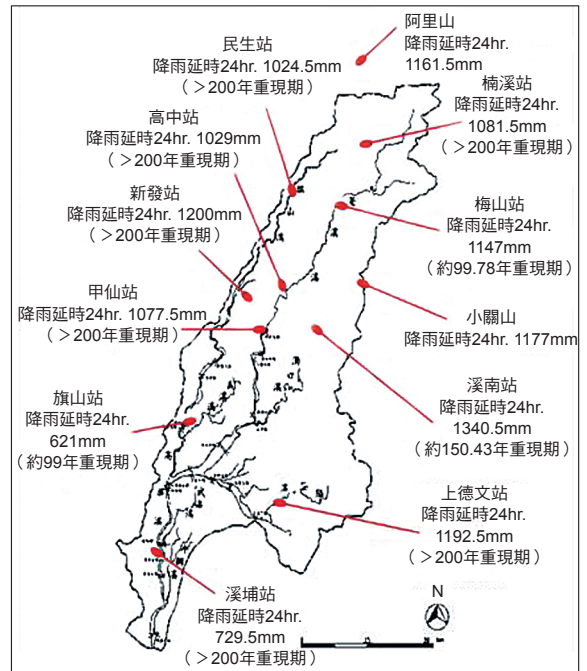 阿里山
降雨延時24hr.
1161.5mm
民生站
降雨延時24hr. 1024.5mm
(>200年重現期)
楠溪站
降雨延時24hr.
1081.5mm
(>200年重現期)
高中站
降雨延時24hr. 1029mm
(>200年重現期)
新發站
降雨延時24hr. 1200mm
(>200年重現期)
梅山站
降雨延時24hr.
1147mm
(約99.78年重現期)
甲仙站
降雨延時24hr. 1077.5mm
(>200年重現期)
小關山
降雨延時24hr. 1177mm
旗山站
降雨延時24hr.
621mm
(約99年重現期)
溪南站
降雨延時24hr.
1340.5mm
(約150.43年重現期)
上德文站
降雨延時24hr.
1192.5mm
(>200年重現期)
溪埔站
降雨延時24hr.
729.5mm
(>200年重現期)
N